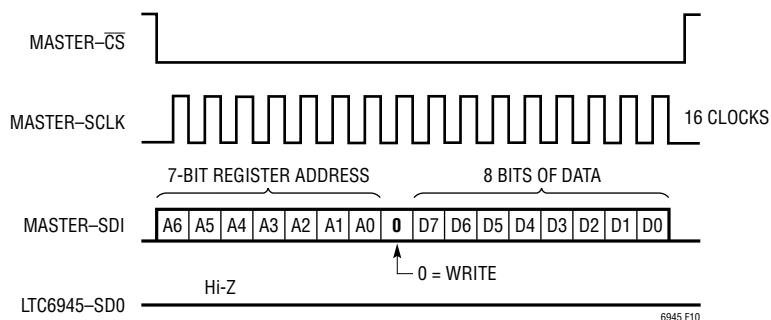 MASTER–CS
MASTER–SCLK
16 CLOCKS
7-BIT REGISTER ADDRESS
8 BITS OF DATA
MASTER–SDI
A6 A5 A4 A3 A2 A1 A0 0 D7 D6 D5 D4 D3 D2 D1 D0
0 = WRITE
Hi-Z
LTC6945–SD0
6945 F10